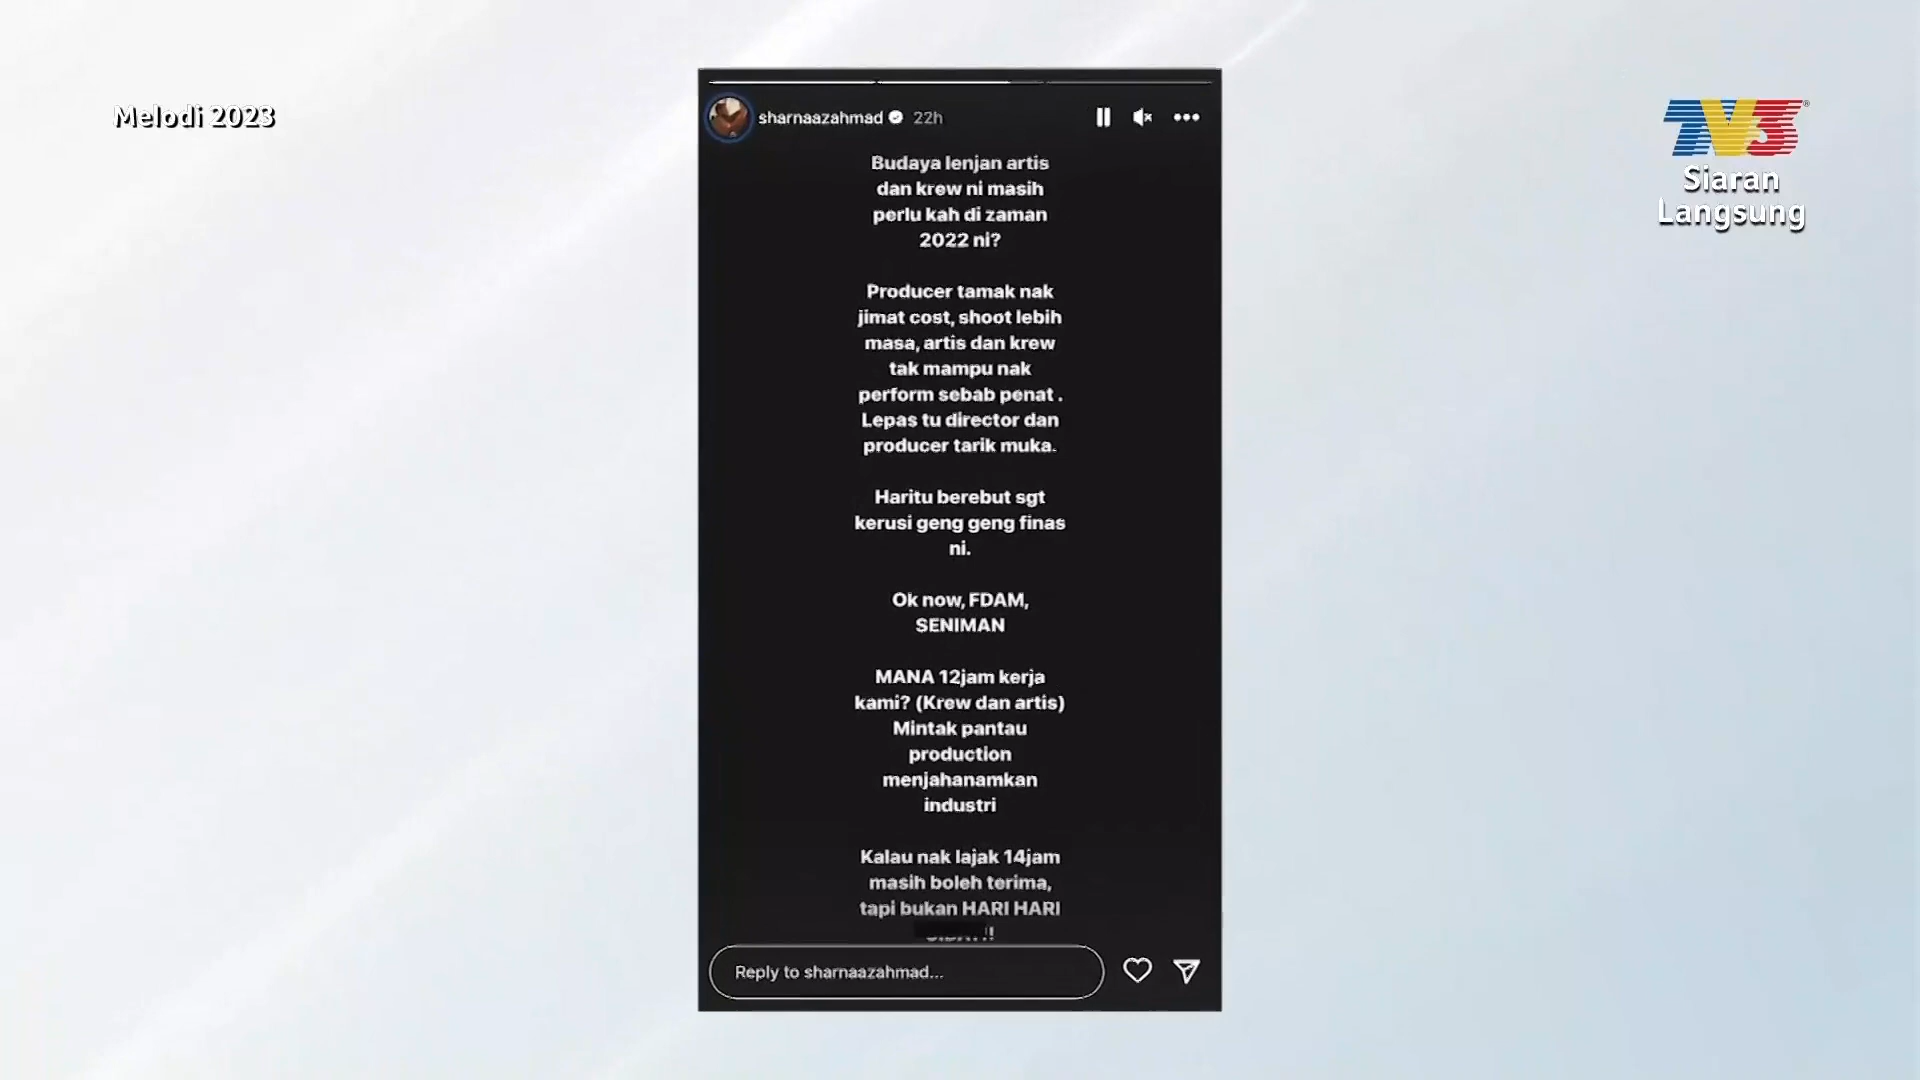 Melodi 2023
TV3
Siaran
Langsung
sharnaazahmad 22h
Budaya lenjan artis
dan krew ni masih
perlu kah di zaman
2022 ni?
Producer tamak nak
jimat cost, shoot lebih
masa, artis dan krew
tak mampu nak
perform sebab penat .
Lepas tu director dan
producer tarik muka.
Haritu berebut sgt
kerusi geng geng finas
ni.
Ok now, FDAM,
SENIMAN
MANA 12jam kerja
kami? (Krew dan artis)
Mintak pantau
production
menjahanamkan
industri
Kalau nak lajak 14jam
masih boleh terima,
tapi bukan HARI HARI
Reply to sharnaazahmad...